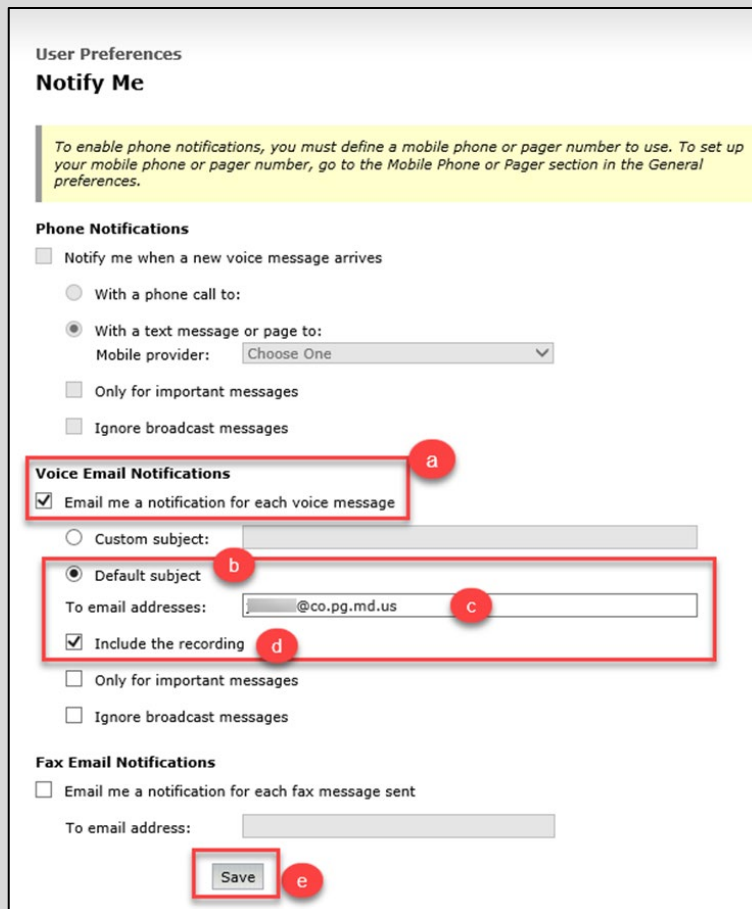 User Preferences
Notify Me
To enable phone notifications, you must define a mobile phone or pager number to use. To set up
your mobile phone or pager number, go to the Mobile Phone or Pager section in the General
preferences.
Phone Notifications
Notify me when a new voice message arrives
With a phone call to:
With a text message or page to:
Mobile provider: Choose One
Only for important messages
Ignore broadcast messages
a
Voice Email Notifications
Email me a notification for each voice message
Custom subject:
Default subject b
To email addresses: @co.pg.md.us c
Include the recording d
Only for important messages
Ignore broadcast messages
Fax Email Notifications
Email me a notification for each fax message sent
To email address:
Save e